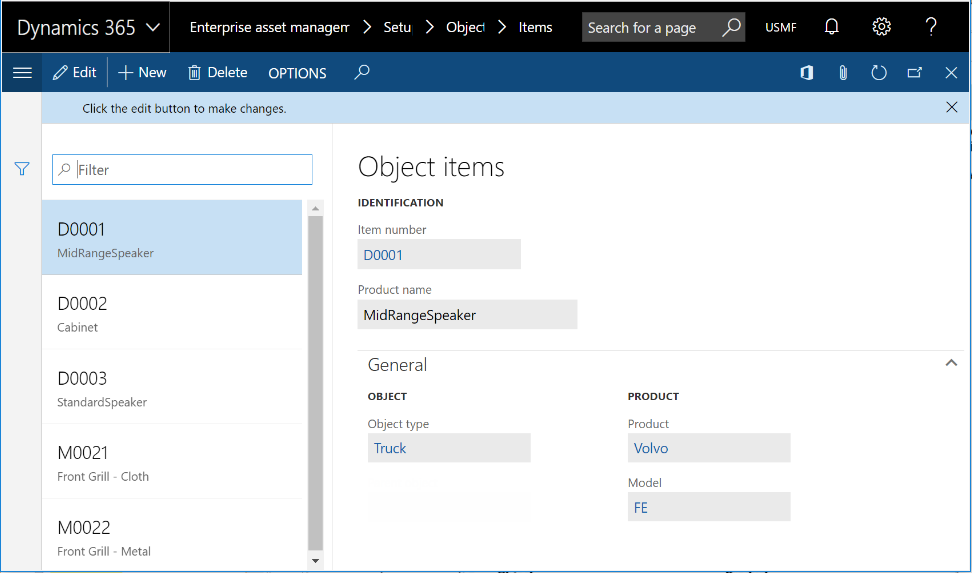 Dynamics 365 Enterprise asset managem Setu Object Items Search for a page USMF ?
Edit New Delete OPTIONS
Click the edit button to make changes.
Filter
D0001
MidRangeSpeaker
D0002
Cabinet
D0003
StandardSpeaker
M0021
Front Grill - Cloth
M0022
Front Grill - Metal
Object items
IDENTIFICATION
Item number
D0001
Product name
MidRangeSpeaker
General
OBJECT
Object type
Truck
PRODUCT
Product
Volvo
Model
FE